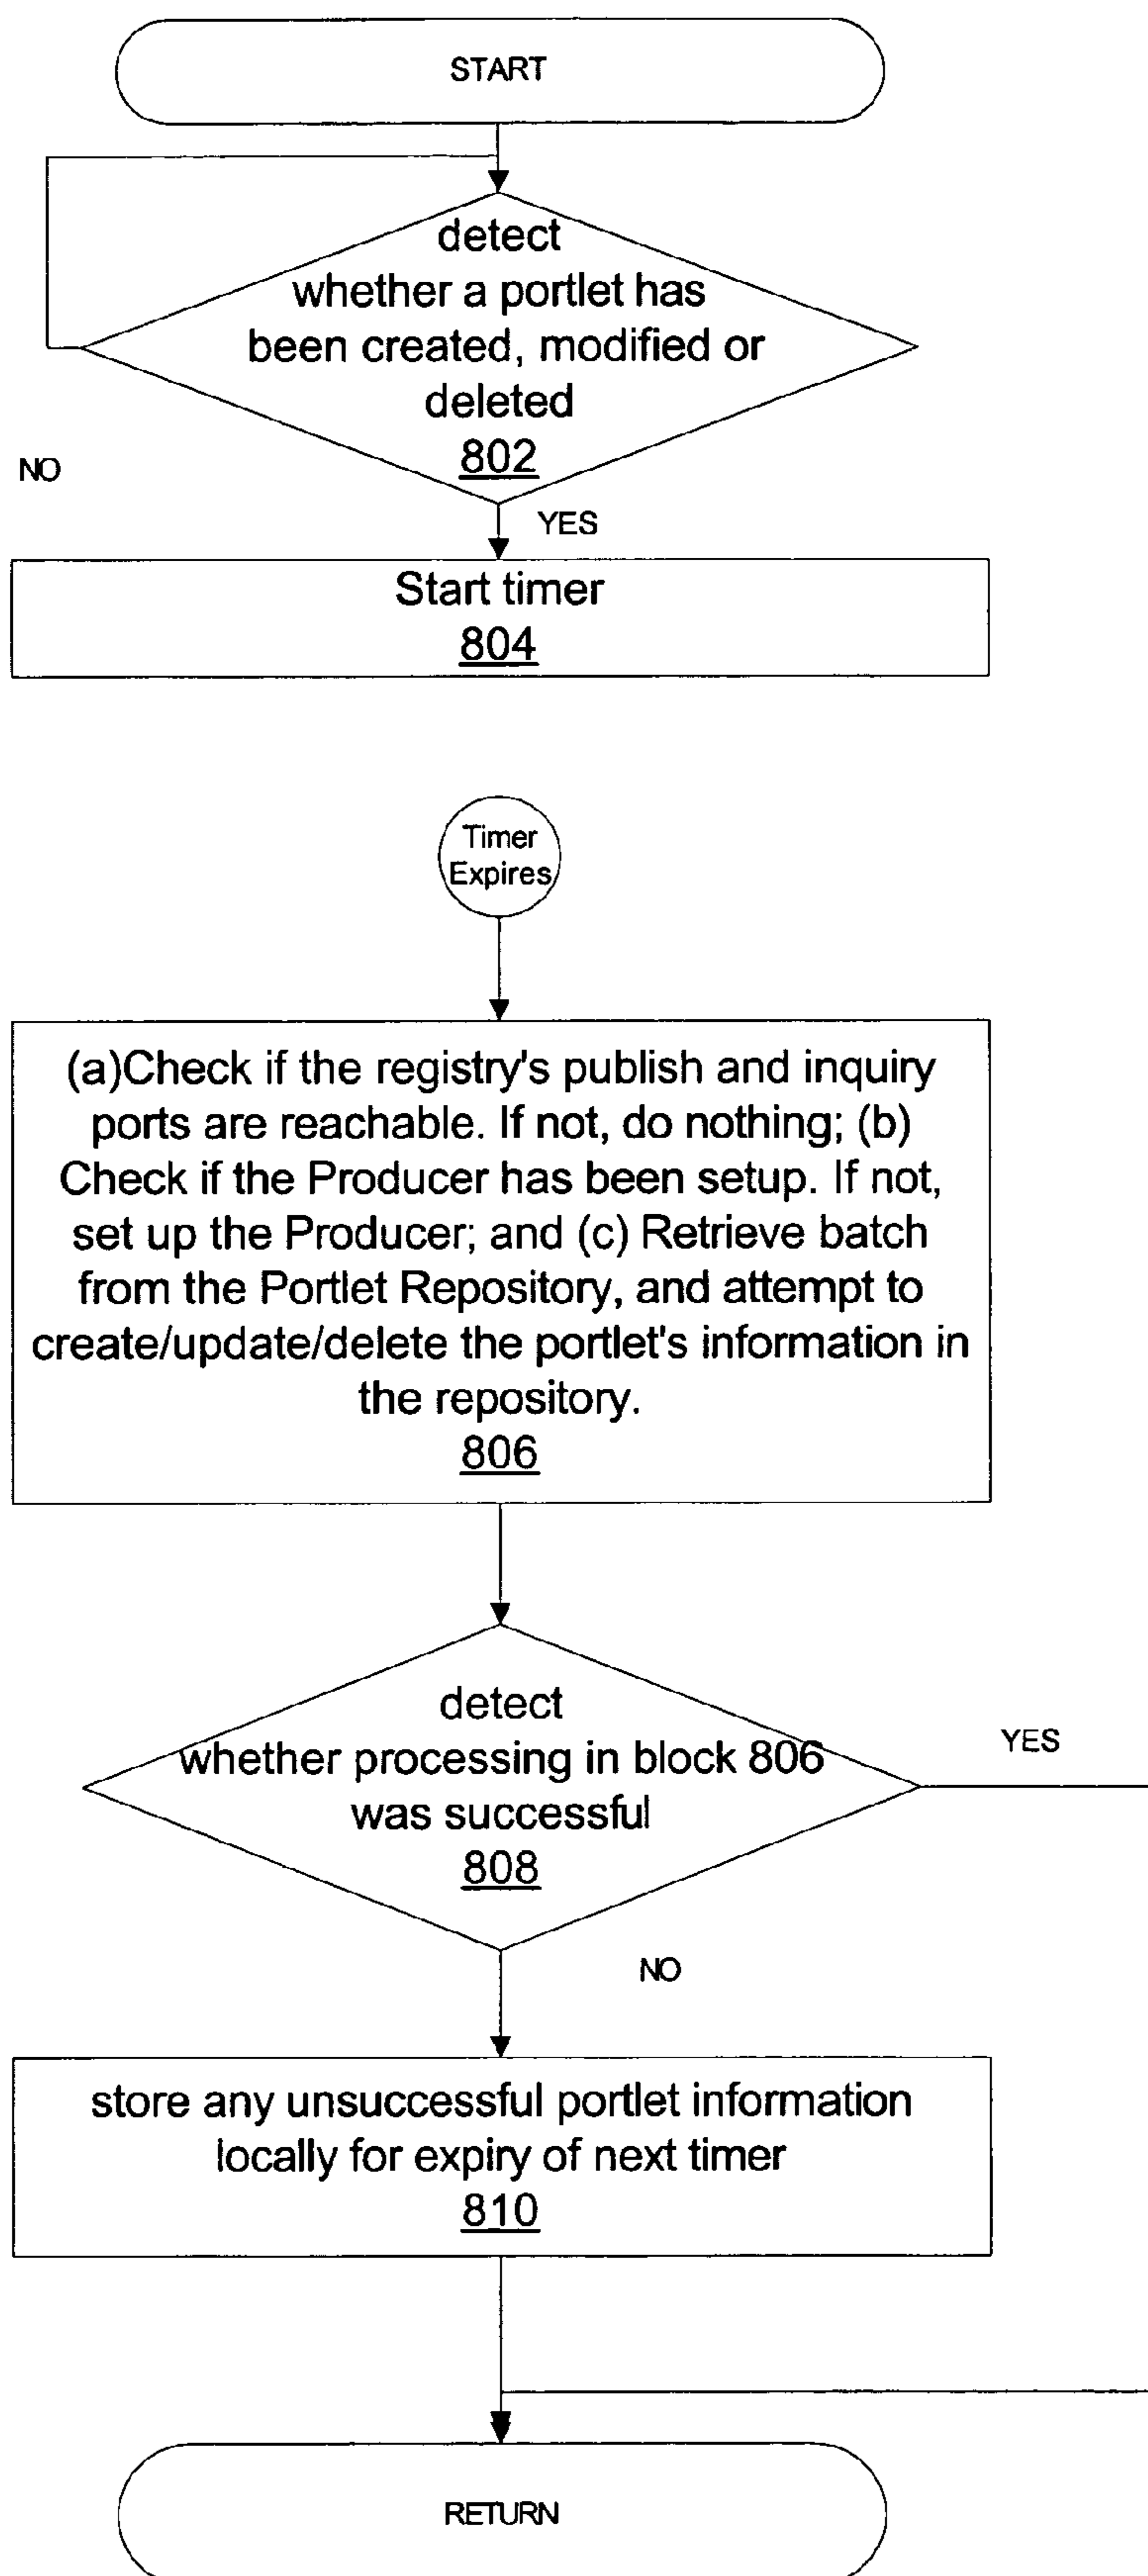 START
detect
whether a portlet has
been created, modified or
deleted
802
NO
YES
Start timer
804
Timer
Expires
(a)Check if the registry's publish and inquiry
ports are reachable. If not, do nothing; (b)
Check if the Producer has been setup. If not,
set up the Producer; and (c) Retrieve batch
from the Portlet Repository, and attempt to
create/update/delete the portlet's information in
the repository.
806
detect
whether processing in block 806
was successful
808
YES
NO
store any unsuccessful portlet information
locally for expiry of next timer
810
RETURN